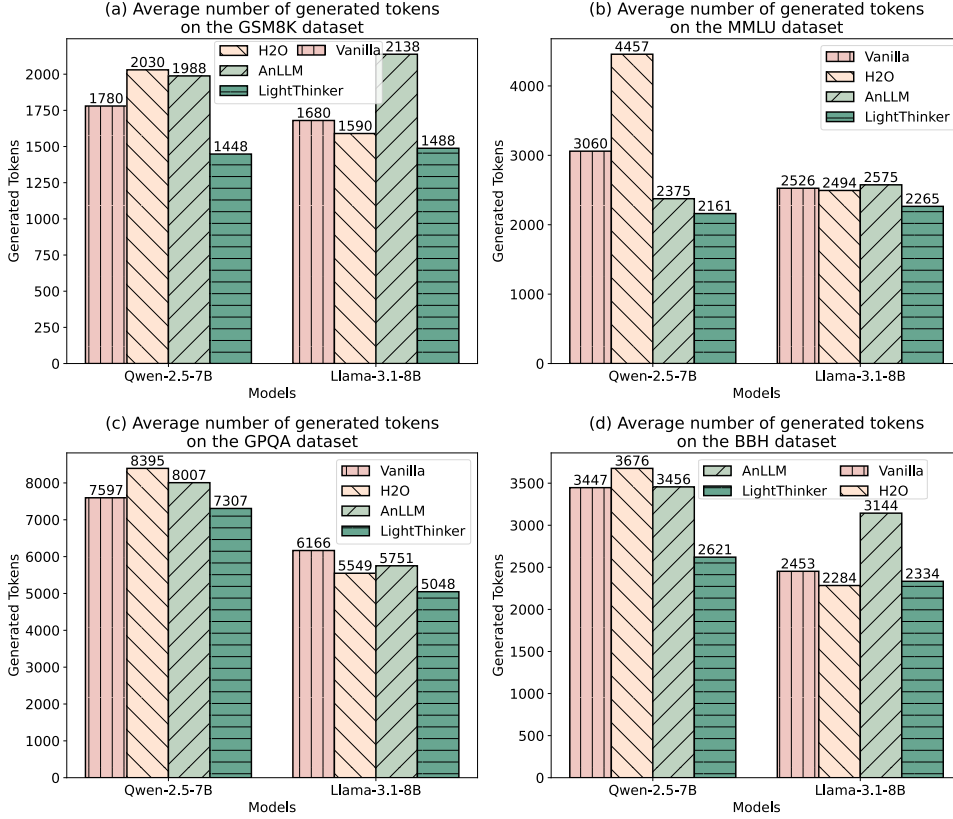 (a) Average number of generated tokens
on the GSM8K dataset
Generated Tokens
2000
1750
1500
1250
1000
750
500
250
0
H2O
Vanilla
AnLLM
LightThinker
1780
2030
1988
1448
1680
1590
2138
1488
Qwen-2.5-7B
Llama-3.1-8B
Models
(b) Average number of generated tokens
on the MMLU dataset
Generated Tokens
4000
3000
2000
1000
0
Vanilla
H2O
AnLLM
LightThinker
3060
4457
2375
2161
2526
2494
2575
2265
Qwen-2.5-7B
Llama-3.1-8B
Models
(c) Average number of generated tokens
on the GPQA dataset
Generated Tokens
8000
7000
6000
5000
4000
3000
2000
1000
0
Vanilla
H2O
AnLLM
LightThinker
7597
8395
8007
7307
6166
5549
5751
5048
Qwen-2.5-7B
Llama-3.1-8B
Models
(d) Average number of generated tokens
on the BBH dataset
Generated Tokens
3500
3000
2500
2000
1500
1000
500
0
AnLLM
Vanilla
LightThinker
H2O
3447
3676
3456
2621
2453
2284
3144
2334
Qwen-2.5-7B
Llama-3.1-8B
Models